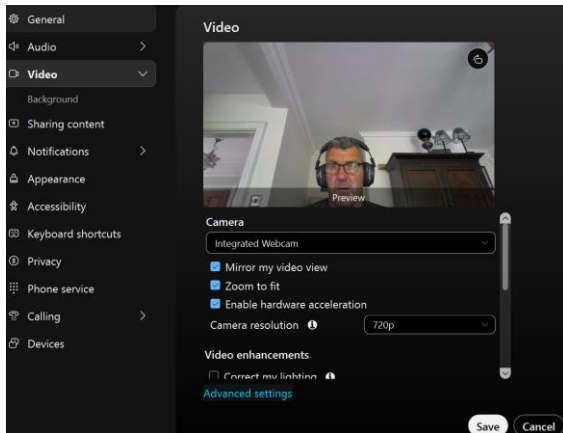 General
Audio
Video
Background
Sharing content
Notifications
Appearance
Accessibility
Keyboard shortcuts
Privacy
Phone service
Calling
Devices
Video
Preview
Camera
Integrated Webcam
Mirror my video view
Zoom to fit
Enable hardware acceleration
Camera resolution
720p
Video enhancements
Correct my lighting
Advanced settings
Save
Cancel